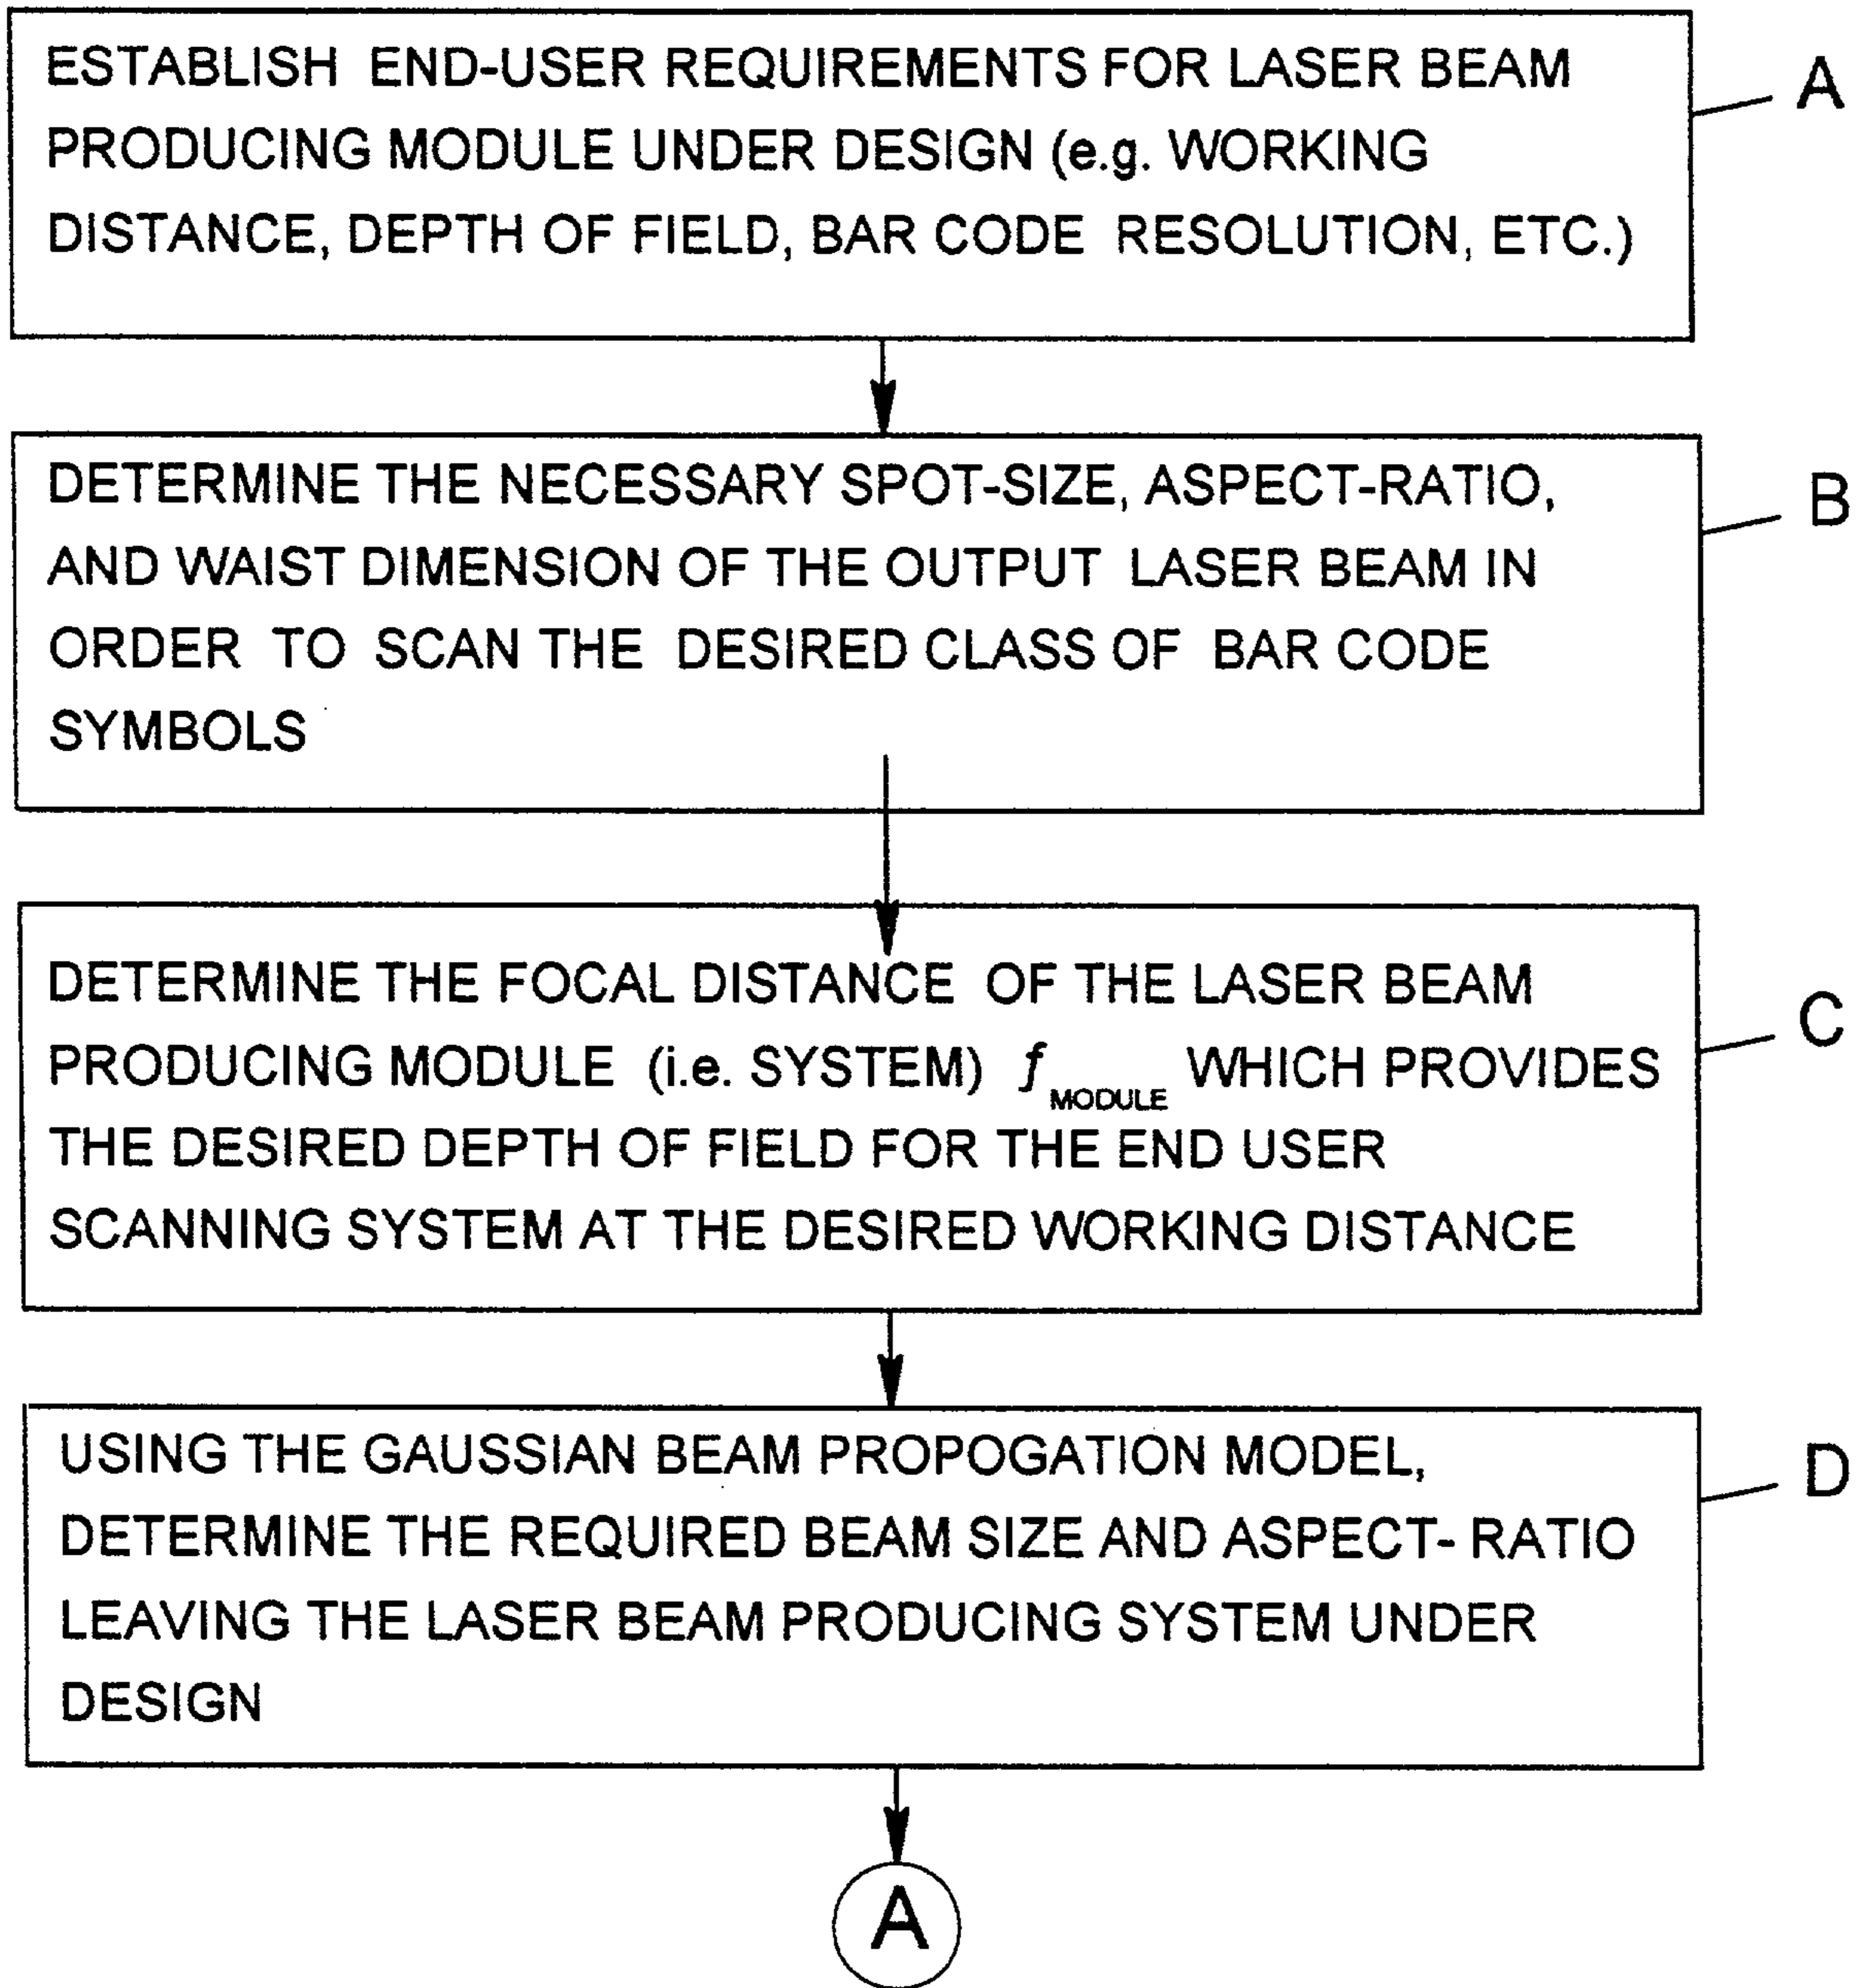 ESTABLISH END-USER REQUIREMENTS FOR LASER BEAM
PRODUCING MODULE UNDER DESIGN (e.g. WORKING
DISTANCE, DEPTH OF FIELD, BAR CODE RESOLUTION, ETC.)
A
DETERMINE THE NECESSARY SPOT-SIZE, ASPECT-RATIO,
AND WAIST DIMENSION OF THE OUTPUT LASER BEAM IN
ORDER TO SCAN THE DESIRED CLASS OF BAR CODE
SYMBOLS
B
DETERMINE THE FOCAL DISTANCE OF THE LASER BEAM
PRODUCING MODULE (i.e. SYSTEM) f MODULE WHICH PROVIDES
THE DESIRED DEPTH OF FIELD FOR THE END USER
SCANNING SYSTEM AT THE DESIRED WORKING DISTANCE
C
USING THE GAUSSIAN BEAM PROPOGATION MODEL,
DETERMINE THE REQUIRED BEAM SIZE AND ASPECT- RATIO
LEAVING THE LASER BEAM PRODUCING SYSTEM UNDER
DESIGN
D
A